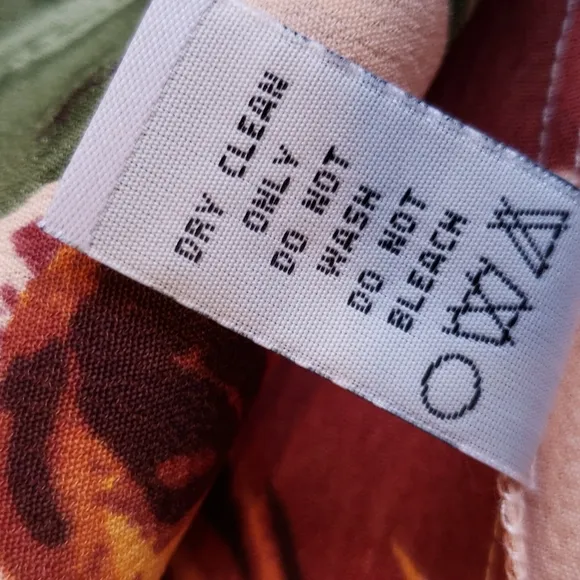 DRY CLEAN
ONLY
DO NOT
WASH
DO NOT
BLEACH